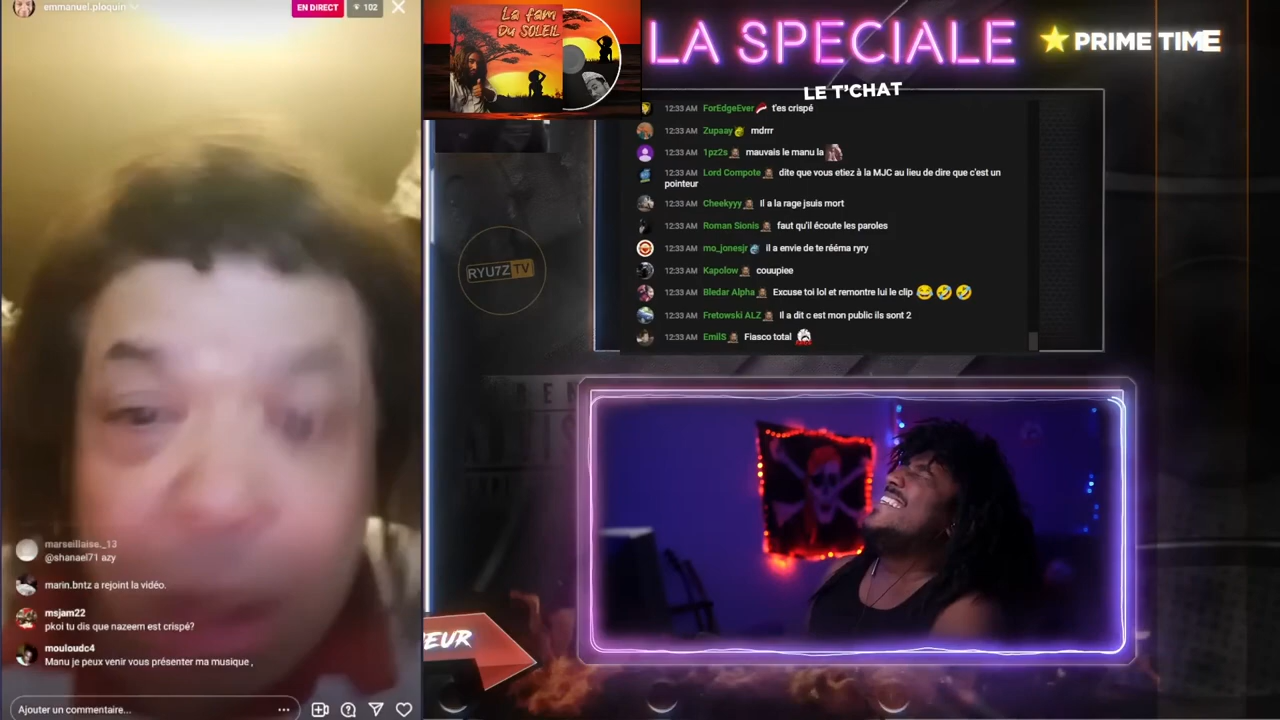 emmanuel.ploquin
EN DIRECT
102
marseillaise._13
@shanael71 azy
marin.bntz a rejoint la vidéo.
msjam22
pkoi tu dis que nazeem est crispé?
mouloudc4
Manu je peux venir vous présenter ma musique ,
Ajouter un commentaire...
La fam
DU SOLEIL
LA SPECIALE
PRIME TIME
LE T'CHAT
12:33 AM ForEdgeEver t'es crispé
12:33 AM Zupaay mdrrr
12:33 AM 1pz2s mauvais le manu la
12:33 AM Lord Compote dite que vous etiez à la MJC au lieu de dire que c'est un
pointeur
12:33 AM Cheekyyy Il a la rage jsuis mort
12:33 AM Roman Sionis faut qu'il écoute les paroles
12:33 AM mo_jonesjr il a envie de te rééma ryry
12:33 AM Kapolow couupiee
12:33 AM Bledar Alpha Excuse toi lol et remontre lui le clip 😂 🤣 🤣
12:33 AM Fretowski ALZ Il a dit c est mon public ils sont 2
12:33 AM EmilS Fiasco total
RYU7Z TV
EUR